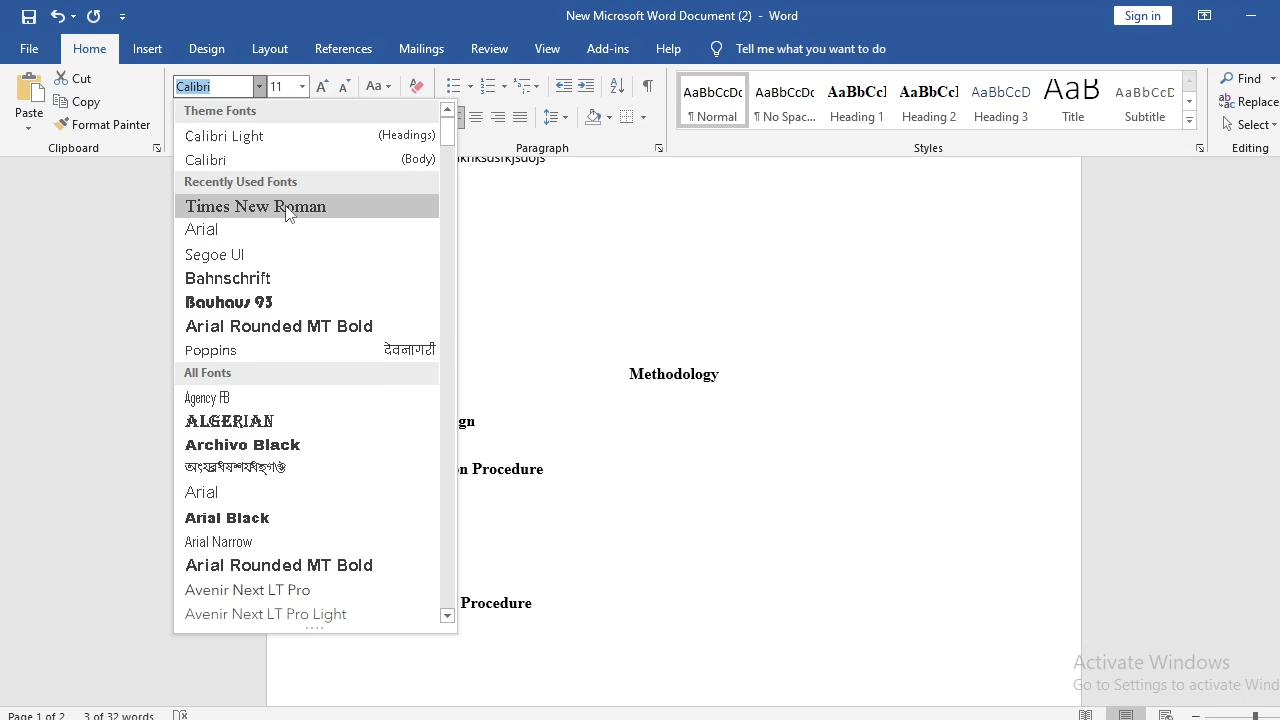 New Microsoft Word Document (2) - Word
Sign in
File Home Insert Design Layout References Mailings Review View Add-ins Help Tell me what you want to do
Paste
Cut
Copy
Format Painter
Clipboard
Calibri 11
Aa
Paragraph
AaBbCcDc AaBbCcDc AaBbCcl AaBbCcl AaBbCcD AaB AaBbCcD
¶ Normal ¶ No Spac... Heading 1 Heading 2 Heading 3 Title Subtitle
Styles
Find
Replace
Select
Editing
Theme Fonts
Calibri Light (Headings)
Calibri (Body)
Recently Used Fonts
Times New Roman
Arial
Segoe UI
Bahnschrift
Bauhaus 93
Arial Rounded MT Bold
Poppins देवनागरी
All Fonts
Agency FB
ALGERIAN
Archivo Black
Arial
Arial Black
Arial Narrow
Arial Rounded MT Bold
Avenir Next LT Pro
Avenir Next LT Pro Light
Methodology
gn
n Procedure
Procedure
Activate Windows
Go to Settings to activate Wind
Page 1 of 2 3 of 32 words